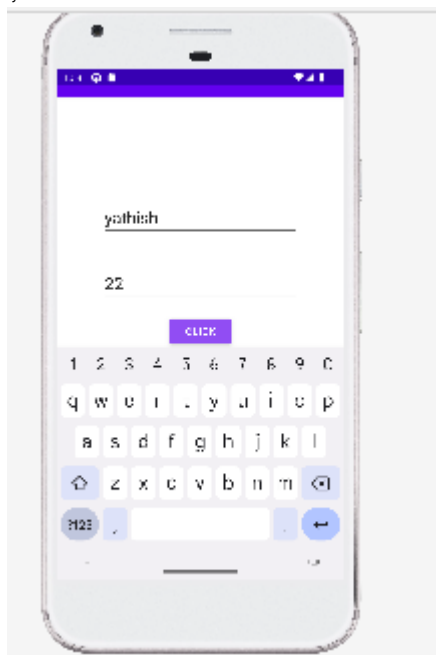 yathish
22
CLICK
1 2 3 4 5 6 7 8 9 0
q w e r t y u i o p
a s d f g h j k l
z x c v b n m
?123 , .